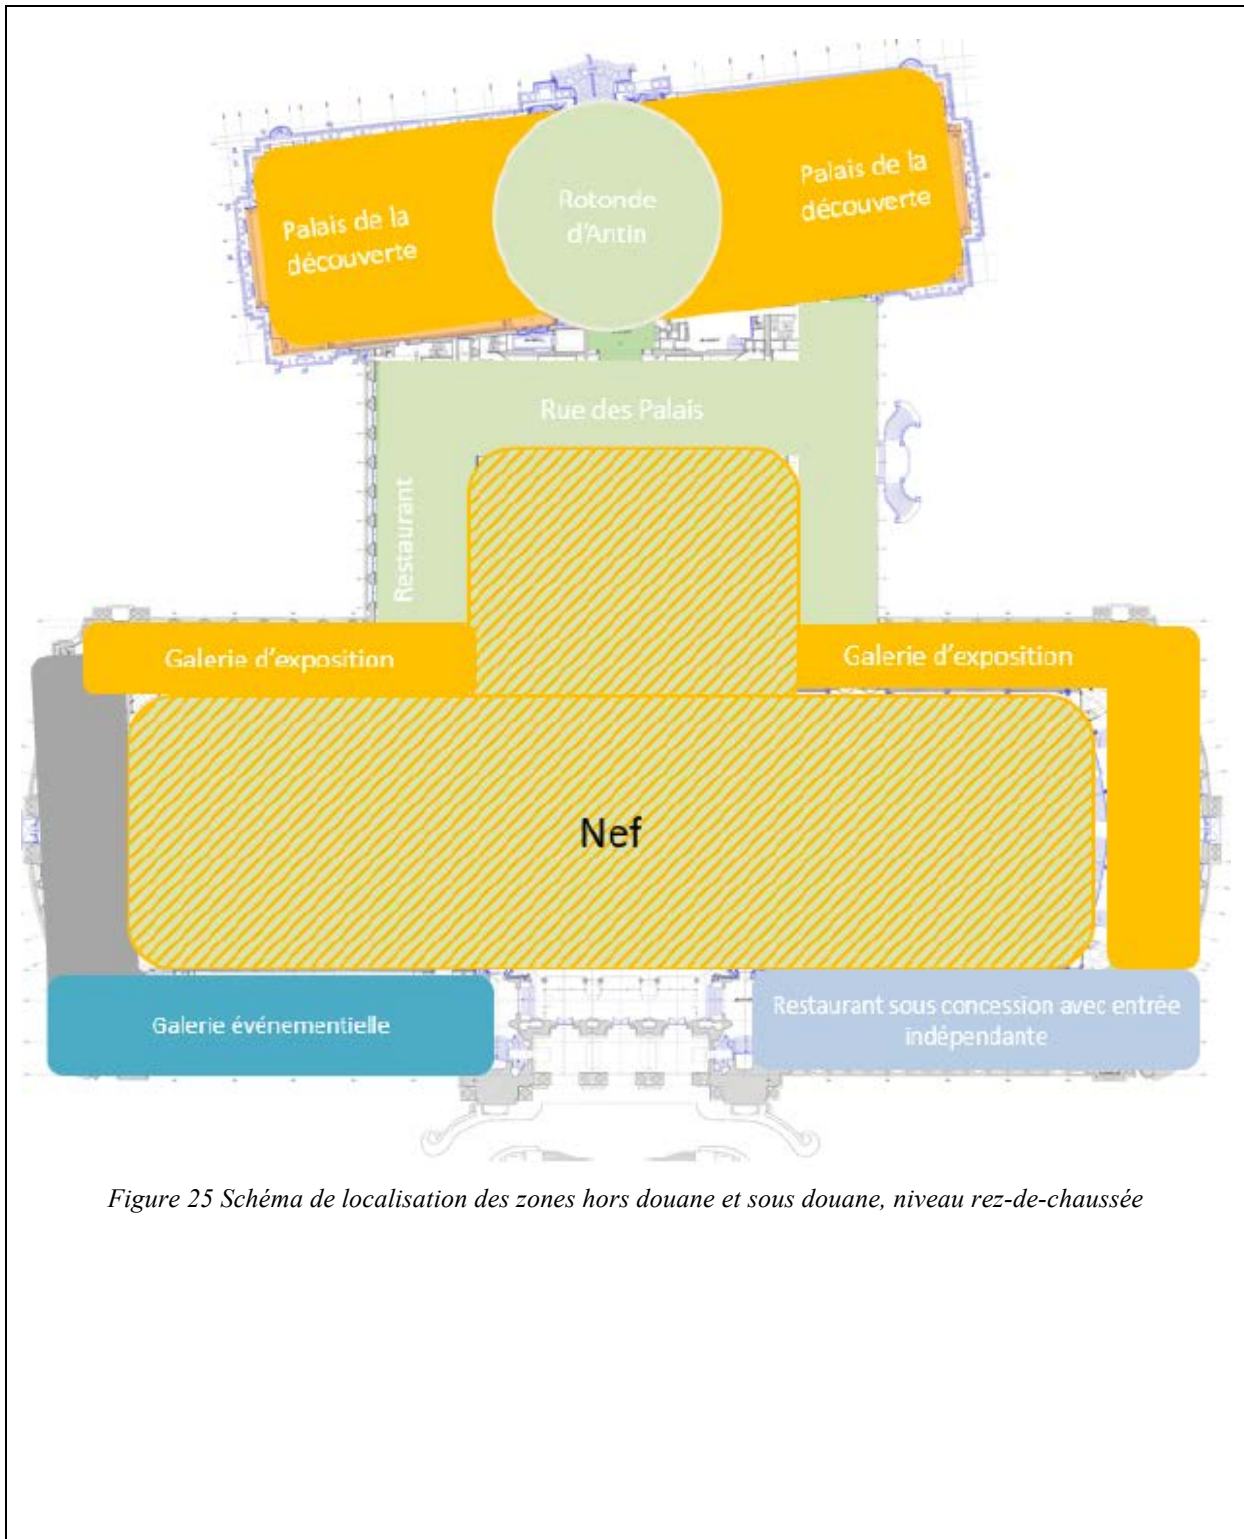 Palais de la
découverte
Rotonde
d'Antin
Palais de la
découverte
Rue des Palais
Restaurant
Galerie d'exposition
Galerie d'exposition
Nef
Galerie événementielle
Restaurant sous concession avec entrée
indépendante
Figure 25 Schéma de localisation des zones hors douane et sous douane, niveau rez-de-chaussée